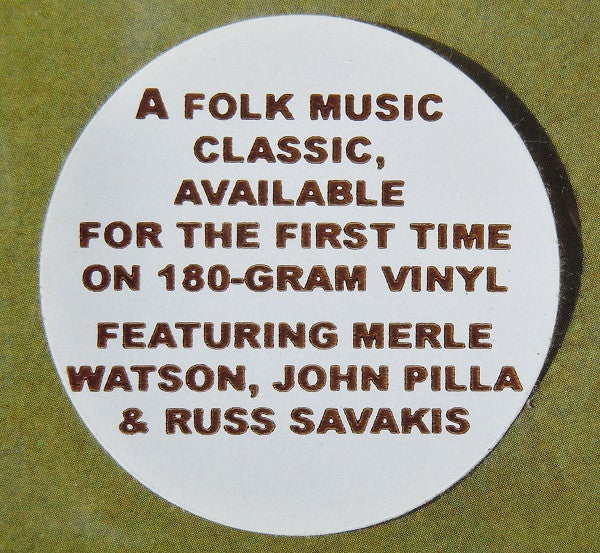 A FOLK MUSIC
CLASSIC,
AVAILABLE
FOR THE FIRST TIME
ON 180-GRAM VINYL
FEATURING MERLE
WATSON, JOHN PILLA
& RUSS SAVAKIS